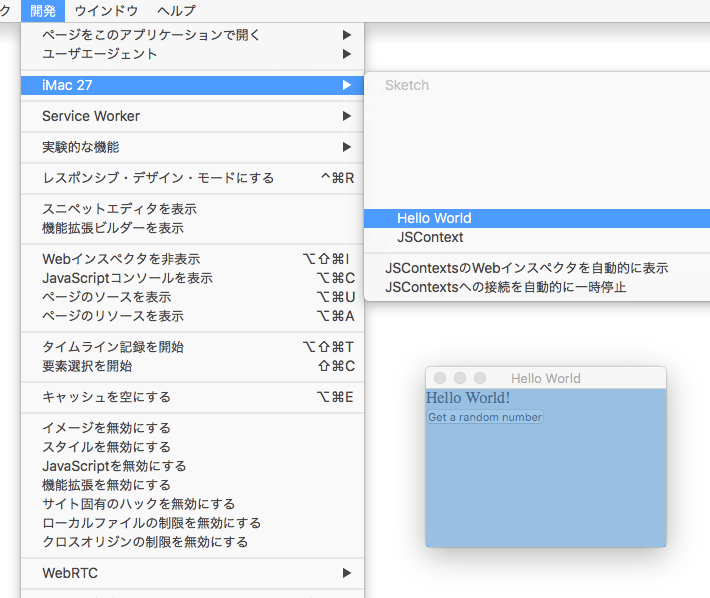 ク 開発 ウインドウ ヘルプ
ページをこのアプリケーションで開く
ユーザエージェント
iMac 27
Sketch
Service Worker
実験的な機能
レスポンシブ・デザイン・モードにする ^⌘R
Hello World
JSContext
スニペットエディタを表示
機能拡張ビルダーを表示
JSContextsのWebインスペクタを自動的に表示
JSContextsへの接続を自動的に一時停止
Webインスペクタを非表示 ⌥⇧⌘I
JavaScriptコンソールを表示 ⌥⌘C
ページのソースを表示 ⌥⌘U
ページのリソースを表示 ⌥⌘A
タイムライン記録を開始 ⌥⇧⌘T
要素選択を開始 ⇧⌘C
キャッシュを空にする ⌥⌘E
イメージを無効にする
スタイルを無効にする
JavaScriptを無効にする
機能拡張を無効にする
サイト固有のハックを無効にする
ローカルファイルの制限を無効にする
クロスオリジンの制限を無効にする
WebRTC
Hello World
Hello World!
Get a random number